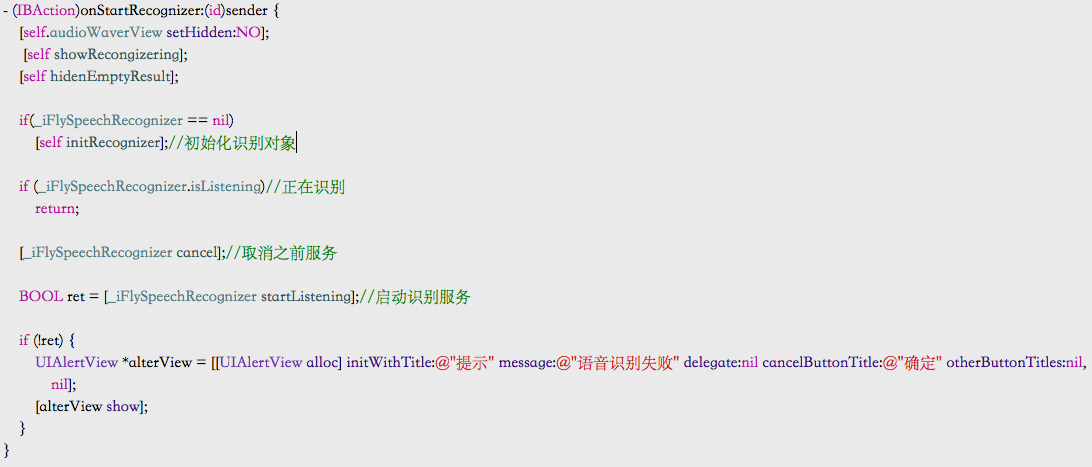 - (IBAction)onStartRecognizer:(id)sender {
[self.audioWaverView setHidden:NO];
[self showRecongizering];
[self hidenEmptyResult];
if(_iFlySpeechRecognizer == nil)
[self initRecognizer];//初始化识别对象
if (_iFlySpeechRecognizer.isListening)//正在识别
return;
[_iFlySpeechRecognizer cancel];//取消之前服务
BOOL ret = [_iFlySpeechRecognizer startListening];//启动识别服务
if (!ret) {
UIAlertView *alterView = [[UIAlertView alloc] initWithTitle:@"提示" message:@"语音识别失败" delegate:nil cancelButtonTitle:@"确定" otherButtonTitles:nil,
nil];
[alterView show];
}
}